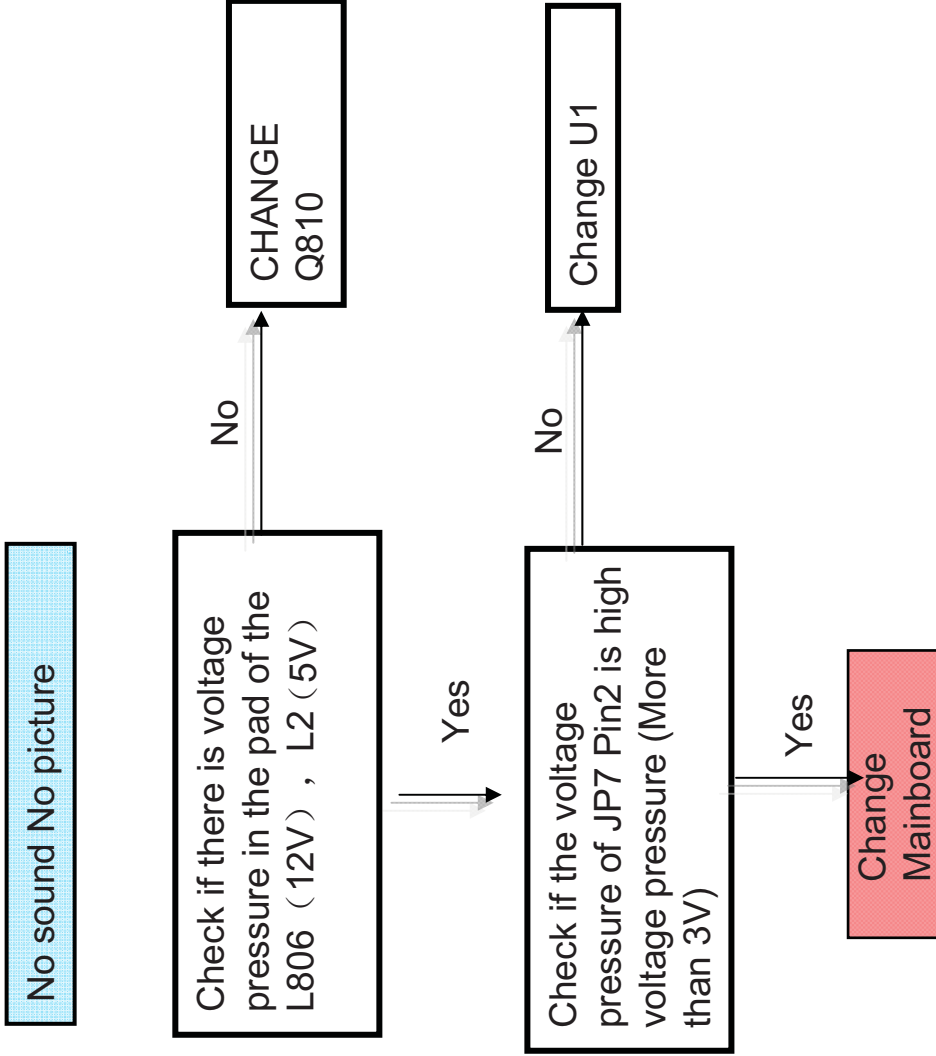 No sound No picture
Check if there is voltage
pressure in the pad of the
L806（12V），L2（5V）
No
CHANGE
Q810
Yes
Check if the voltage
pressure of JP7 Pin2 is high
voltage pressure (More
than 3V)
No
Change U1
Yes
Change
Mainboard